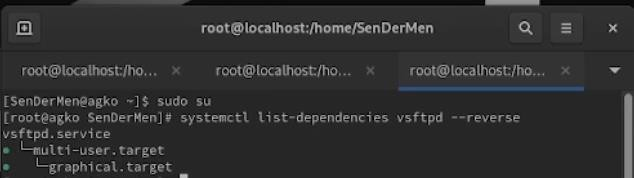 root@localhost:/home/SenDerMen
root@localhost:/ho...
root@localhost:/ho...
root@localhost:/ho...
[SenDerMen@agko ~]$ sudo su
[root@agko SenDerMen]# systemctl list-dependencies vsftpd --reverse
vsftpd.service
● └─multi-user.target
●   └─graphical.target